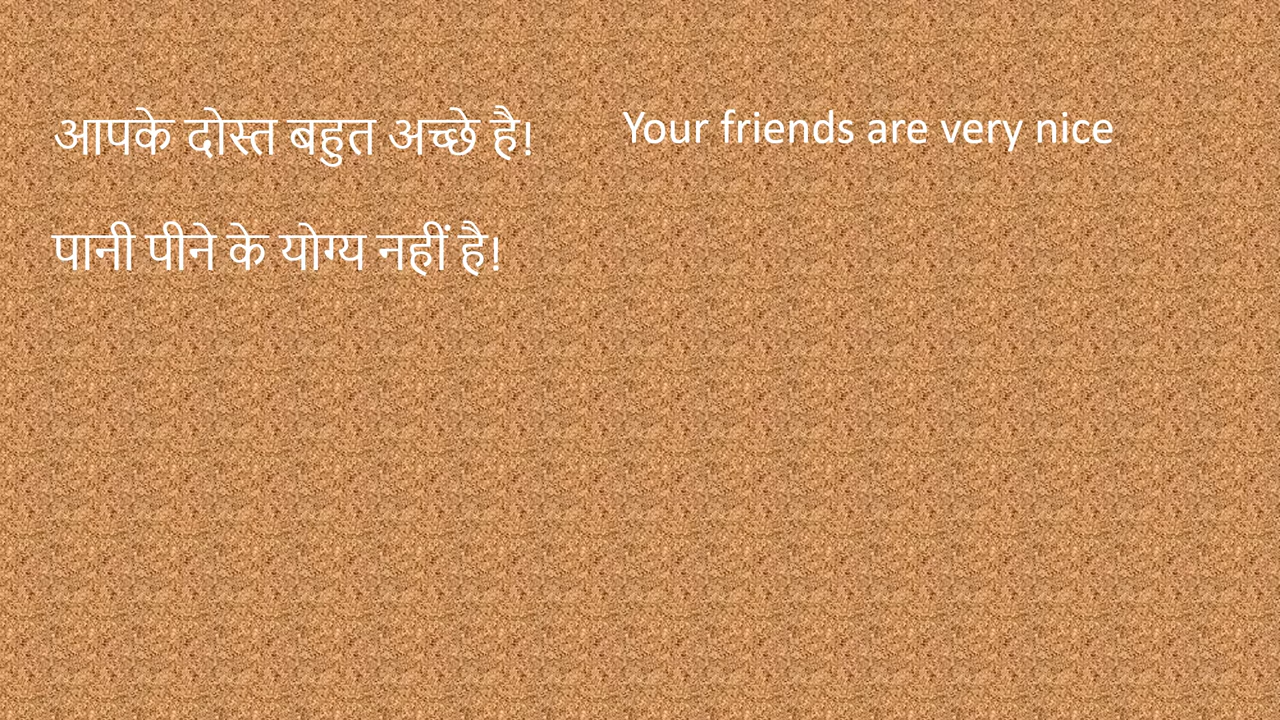 आपके दोस्त बहुत अच्छे है! Your friends are very nice
पानी पीने के योग्य नहीं है!